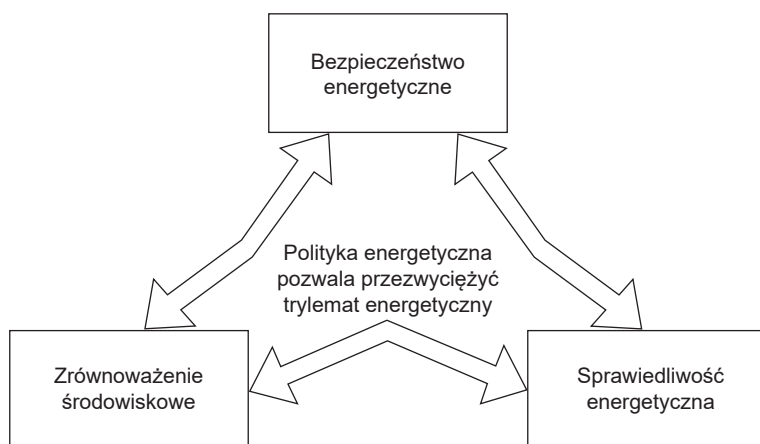 Bezpieczeństwo
energetyczne
Polityka energetyczna
pozwala przezwyciężyć
trylemat energetyczny
Zrównoważenie
środowiskowe
Sprawiedliwość
energetyczna